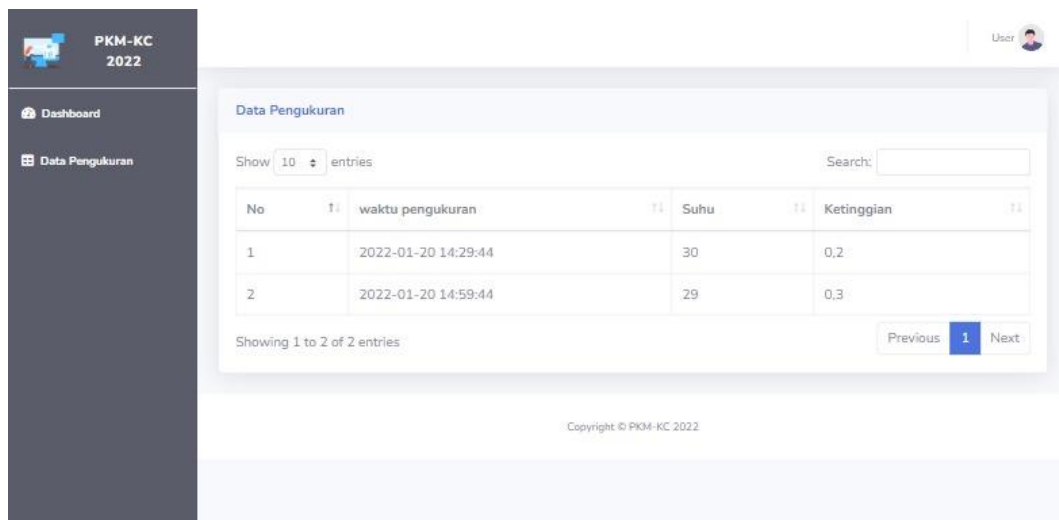 PKM-KC
2022
User
Dashboard
Data Pengukuran
Data Pengukuran
Show 10 entries
Search:
No waktu pengukuran Suhu Ketinggian
1 2022-01-20 14:29:44 30 0,2
2 2022-01-20 14:59:44 29 0,3
Showing 1 to 2 of 2 entries
Previous 1 Next
Copyright © PKM-KC 2022